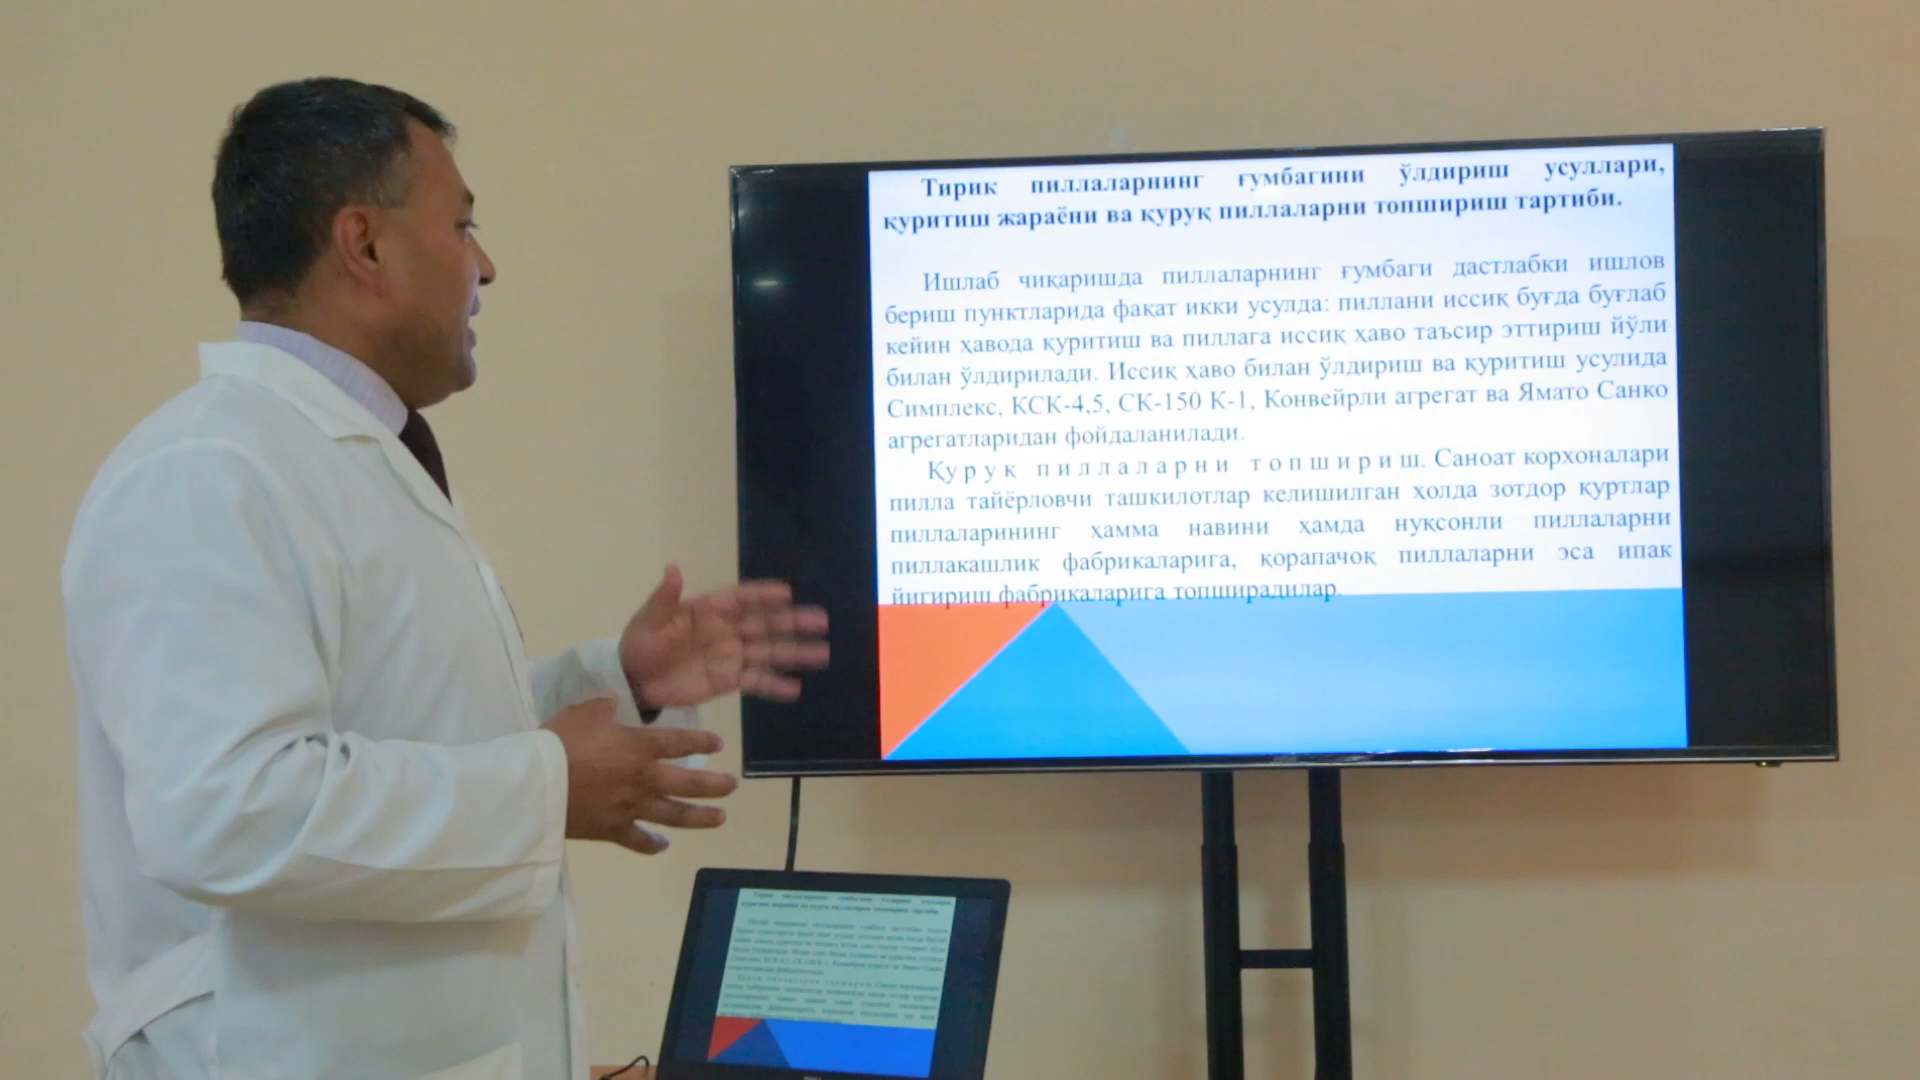 Тирик пиллаларнинг ғумбагини ўлдириш усуллари,
қуритиш жараёни ва қуруқ пиллаларни топшириш тартиби.
Ишлаб чиқаришда пиллаларнинг ғумбаги дастлабки ишлов
бериш пунктларида фақат икки усулда: пиллани иссиқ буғда буғлаб
кейин ҳавода қуритиш ва пиллага иссиқ ҳаво таъсир эттириш йўли
билан ўлдирилади. Иссиқ ҳаво билан ўлдириш ва қуритиш усулида
Симплекс, КСК-4,5, СК-150 К-1, Конвейрли агрегат ва Ямато Санко
агрегатларидан фойдаланилади.
Қ у р у қ п и л л а л а р н и т о п ш и р и ш. Саноат корхоналари
пилла тайёрловчи ташкилотлар келишилган ҳолда зотдор қуртлар
пиллаларининг ҳамма навини ҳамда нуқсонли пиллаларни
пиллакашлик фабрикаларига, қорапачоқ пиллаларни эса ипак
йигириш фабрикаларига топширадилар.